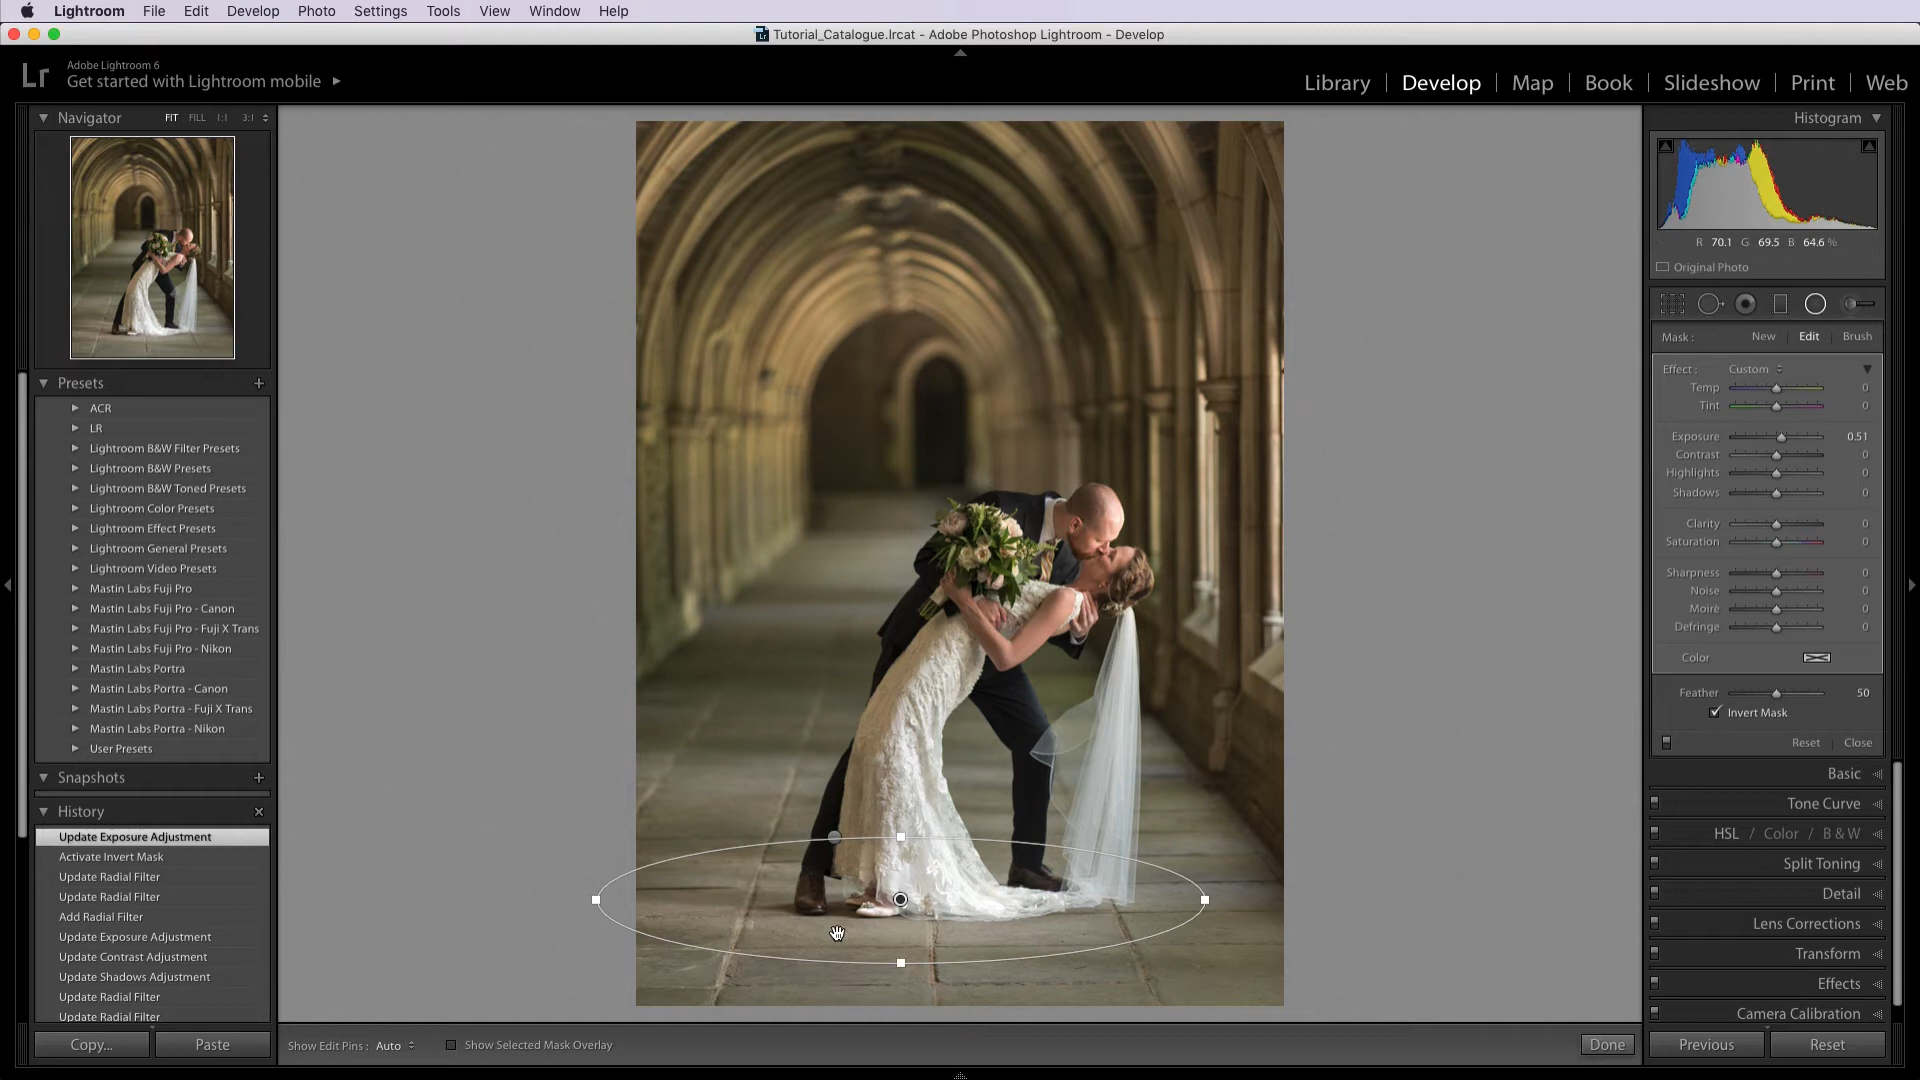 Lightroom File Edit Develop Photo Settings Tools View Window Help
Tutorial_Catalogue.lrcat - Adobe Photoshop Lightroom - Develop
Lr
Adobe Lightroom 6
Get started with Lightroom mobile
Library | Develop | Map | Book | Slideshow | Print | Web
Navigator FIT FILL 1:1 3:1
Presets
ACR
LR
Lightroom B&W Filter Presets
Lightroom B&W Presets
Lightroom B&W Toned Presets
Lightroom Color Presets
Lightroom Effect Presets
Lightroom General Presets
Lightroom Video Presets
Mastin Labs Fuji Pro
Mastin Labs Fuji Pro - Canon
Mastin Labs Fuji Pro - Fuji X Trans
Mastin Labs Fuji Pro - Nikon
Mastin Labs Portra
Mastin Labs Portra - Canon
Mastin Labs Portra - Fuji X Trans
Mastin Labs Portra - Nikon
User Presets
Snapshots
History
Update Exposure Adjustment
Activate Invert Mask
Update Radial Filter
Update Radial Filter
Add Radial Filter
Update Exposure Adjustment
Update Contrast Adjustment
Update Shadows Adjustment
Update Radial Filter
Update Radial Filter
Copy... Paste
Show Edit Pins : Auto Show Selected Mask Overlay Done
Histogram
R 70.1 G 69.5 B 64.6 %
Original Photo
Mask : New | Edit | Brush
Effect : Custom
Temp 0
Tint 0
Exposure 0.51
Contrast 0
Highlights 0
Shadows 0
Clarity 0
Saturation 0
Sharpness 0
Noise 0
Moiré 0
Defringe 0
Color
Feather 50
Invert Mask
Reset | Close
Basic
Tone Curve
HSL / Color / B & W
Split Toning
Detail
Lens Corrections
Transform
Effects
Camera Calibration
Previous Reset